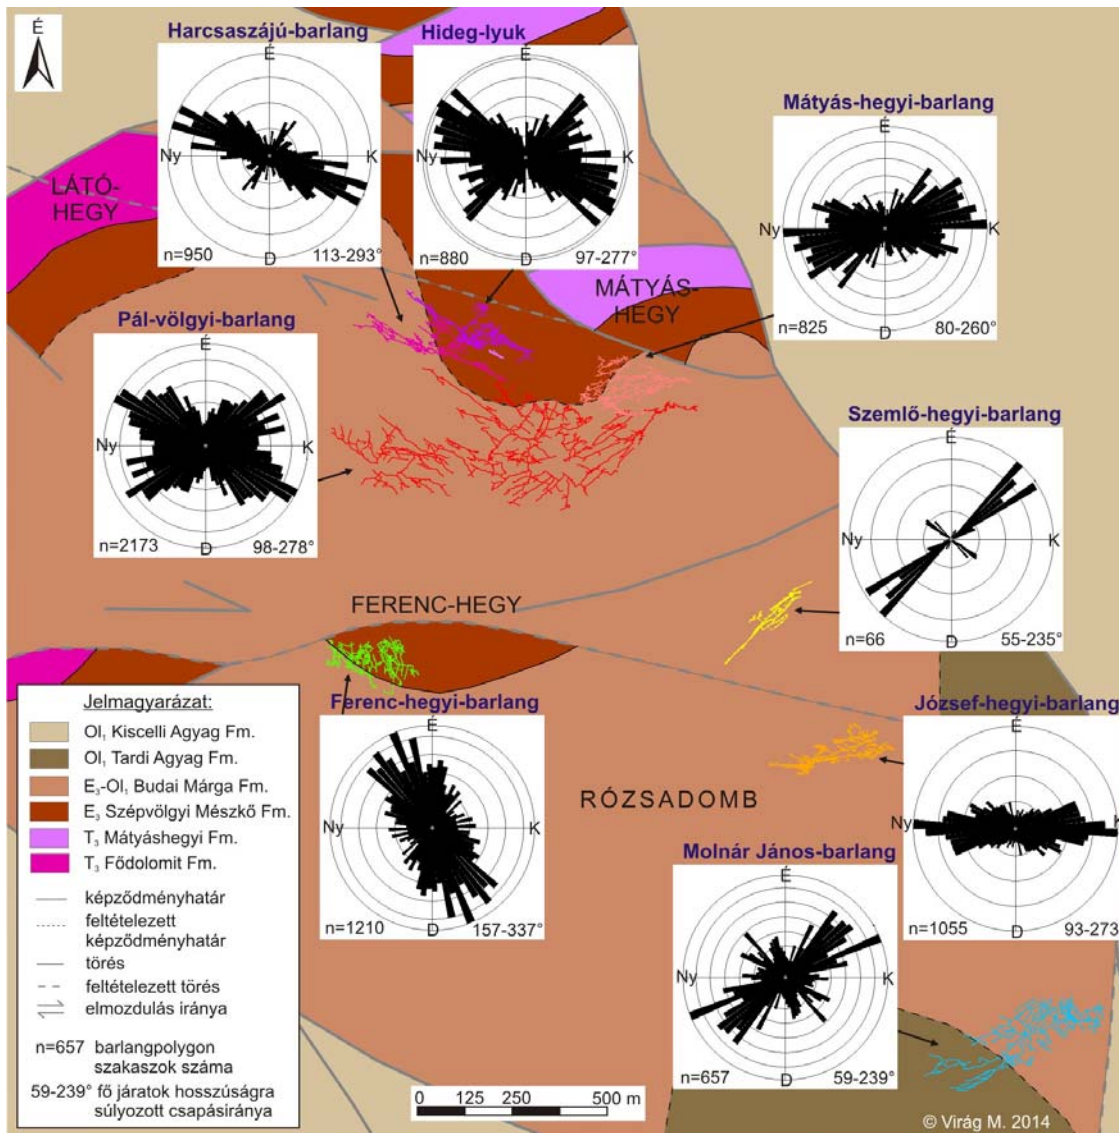 É
Harcsaszájú-barlang
É
Ny
K
D
n=950
113-293°
Hideg-lyuk
É
Ny
K
D
n=880
97-277°
Mátyás-hegyi-barlang
É
Ny
K
D
n=825
80-260°
LÁTÓ-
HEGY
MÁTYÁS-
HEGY
Pál-völgyi-barlang
É
Ny
K
D
n=2173
98-278°
Szemlő-hegyi-barlang
É
Ny
K
D
n=66
55-235°
FERENC-HEGY
Ferenc-hegyi-barlang
É
Ny
K
D
n=1210
157-337°
József-hegyi-barlang
É
Ny
K
D
n=1055
93-273
RÓZSADOMB
Molnár János-barlang
É
Ny
K
D
n=657
59-239°
Jelmagyarázat:
Ol₁ Kiscelli Agyag Fm.
Ol₁ Tardi Agyag Fm.
E₃-Ol₁ Budai Márga Fm.
E₃ Szépvölgyi Mészkő Fm.
T₃ Mátyáshegyi Fm.
T₃ Fődolomit Fm.
képződményhatár
feltételezett
képződményhatár
törés
feltételezett törés
elmozdulás iránya
n=657 barlangpolygon
szakaszok száma
59-239° fő járatok hosszúságra
súlyozott csapásiránya
0 125 250 500 m
© Virág M. 2014